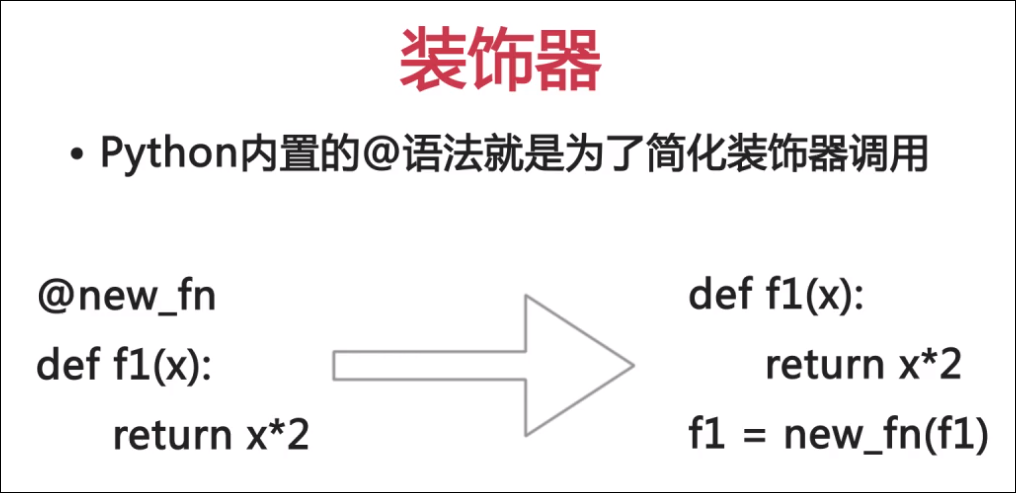 装饰器
• Python内置的@语法就是为了简化装饰器调用
@new_fn
def f1(x):
return x*2
def f1(x):
return x*2
f1 = new_fn(f1)